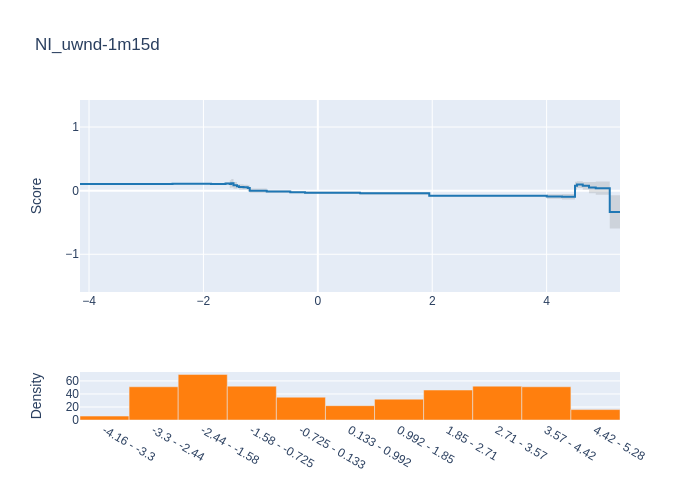 NI_uwnd-1m15d
Score
1
0
−1
−4
−2
0
2
4
Density
60
40
20
0
-4.16 - -3.3
-3.3 - -2.44
-2.44 - -1.58
-1.58 - -0.725
-0.725 - 0.133
0.133 - 0.992
0.992 - 1.85
1.85 - 2.71
2.71 - 3.57
3.57 - 4.42
4.42 - 5.28